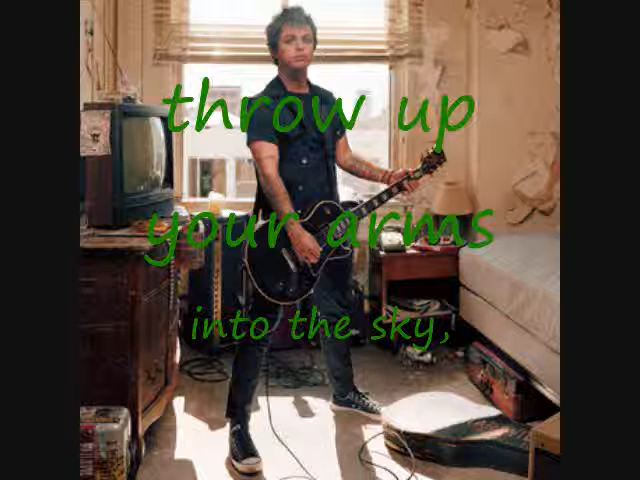 throw up
your arms
into the sky,